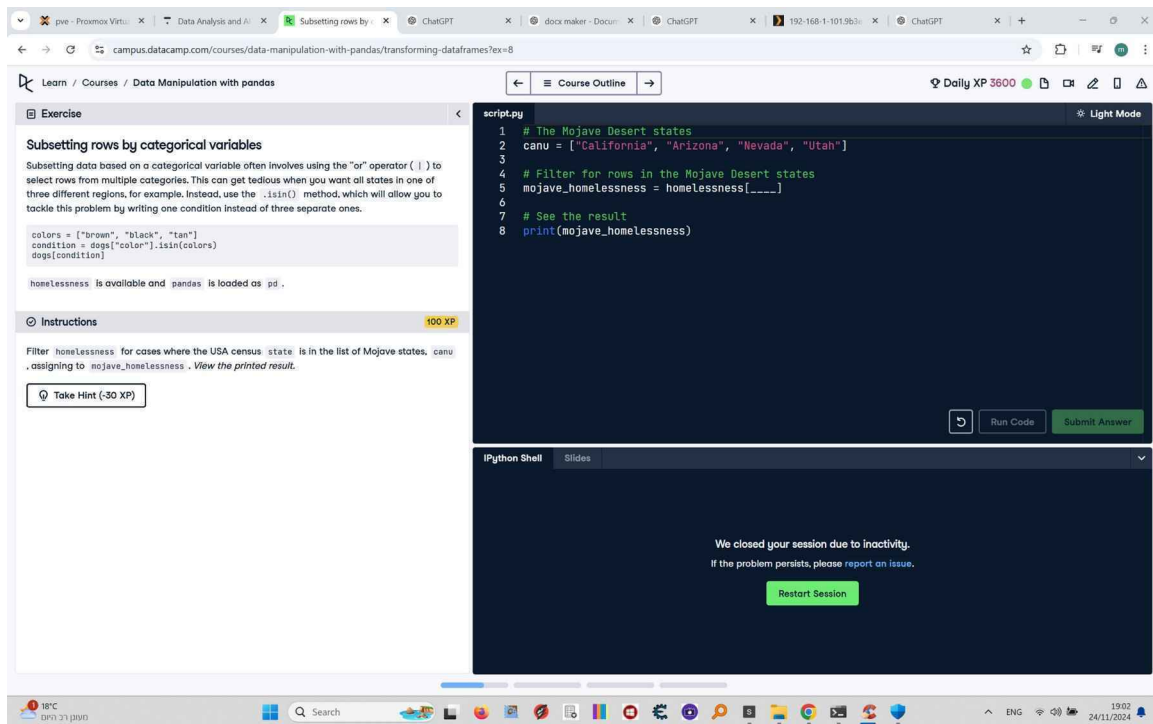 pve - Proxmox Virtu
Data Analysis and AI
Subsetting rows by c
ChatGPT
docx maker - Docum
ChatGPT
192-168-1-101.9b3
ChatGPT
campus.datacamp.com/courses/data-manipulation-with-pandas/transforming-dataframes?ex=8
m
Learn / Courses / Data Manipulation with pandas
Course Outline
Daily XP 3600
Exercise
Subsetting rows by categorical variables
Subsetting data based on a categorical variable often involves using the "or" operator ( | ) to
select rows from multiple categories. This can get tedious when you want all states in one of
three different regions, for example. Instead, use the .isin() method, which will allow you to
tackle this problem by writing one condition instead of three separate ones.
colors = ["brown", "black", "tan"]
condition = dogs["color"].isin(colors)
dogs[condition]
homelessness is available and pandas is loaded as pd .
Instructions
100 XP
Filter homelessness for cases where the USA census state is in the list of Mojave states, canu
, assigning to mojave_homelessness . View the printed result.
Take Hint (-30 XP)
script.py
Light Mode
1 # The Mojave Desert states
2 canu = ["California", "Arizona", "Nevada", "Utah"]
3
4 # Filter for rows in the Mojave Desert states
5 mojave_homelessness = homelessness[____]
6
7 # See the result
8 print(mojave_homelessness)
Run Code
Submit Answer
IPython Shell
Slides
We closed your session due to inactivity.
If the problem persists, please report an issue.
Restart Session
1
18°C
מעונן רב היום
Search
ENG
19:02
24/11/2024